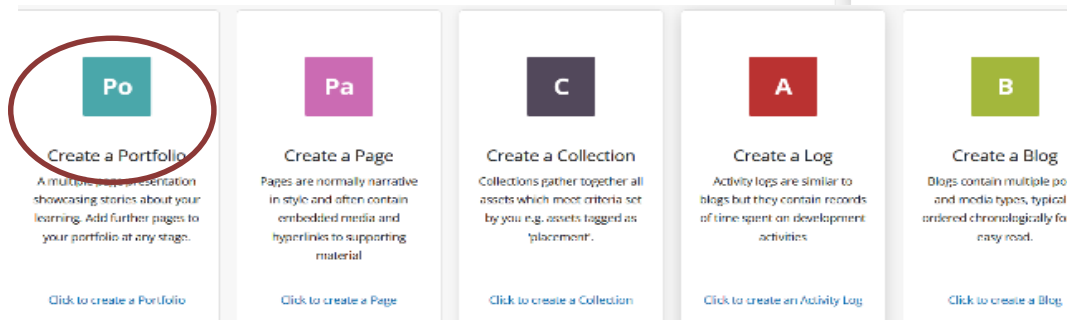 Po
Create a Portfolio
A multiple page presentation
showcasing stories about your
learning. Add further pages to
your portfolio at any stage.
Click to create a Portfolio
Pa
Create a Page
Pages are normally narrative
in style and often contain
embedded media and
hyperlinks to supporting
material
Click to create a Page
C
Create a Collection
Collections gather together all
assets which meet criteria set
by you e.g. assets tagged as
'placement'.
Click to create a Collection
A
Create a Log
Activity logs are similar to
blogs but they contain records
of time spent on development
activities
Click to create an Activity Log
B
Create a Blog
Blogs contain multiple po
and media types, typical
ordered chronologically fo
easy read.
Click to create a Blog